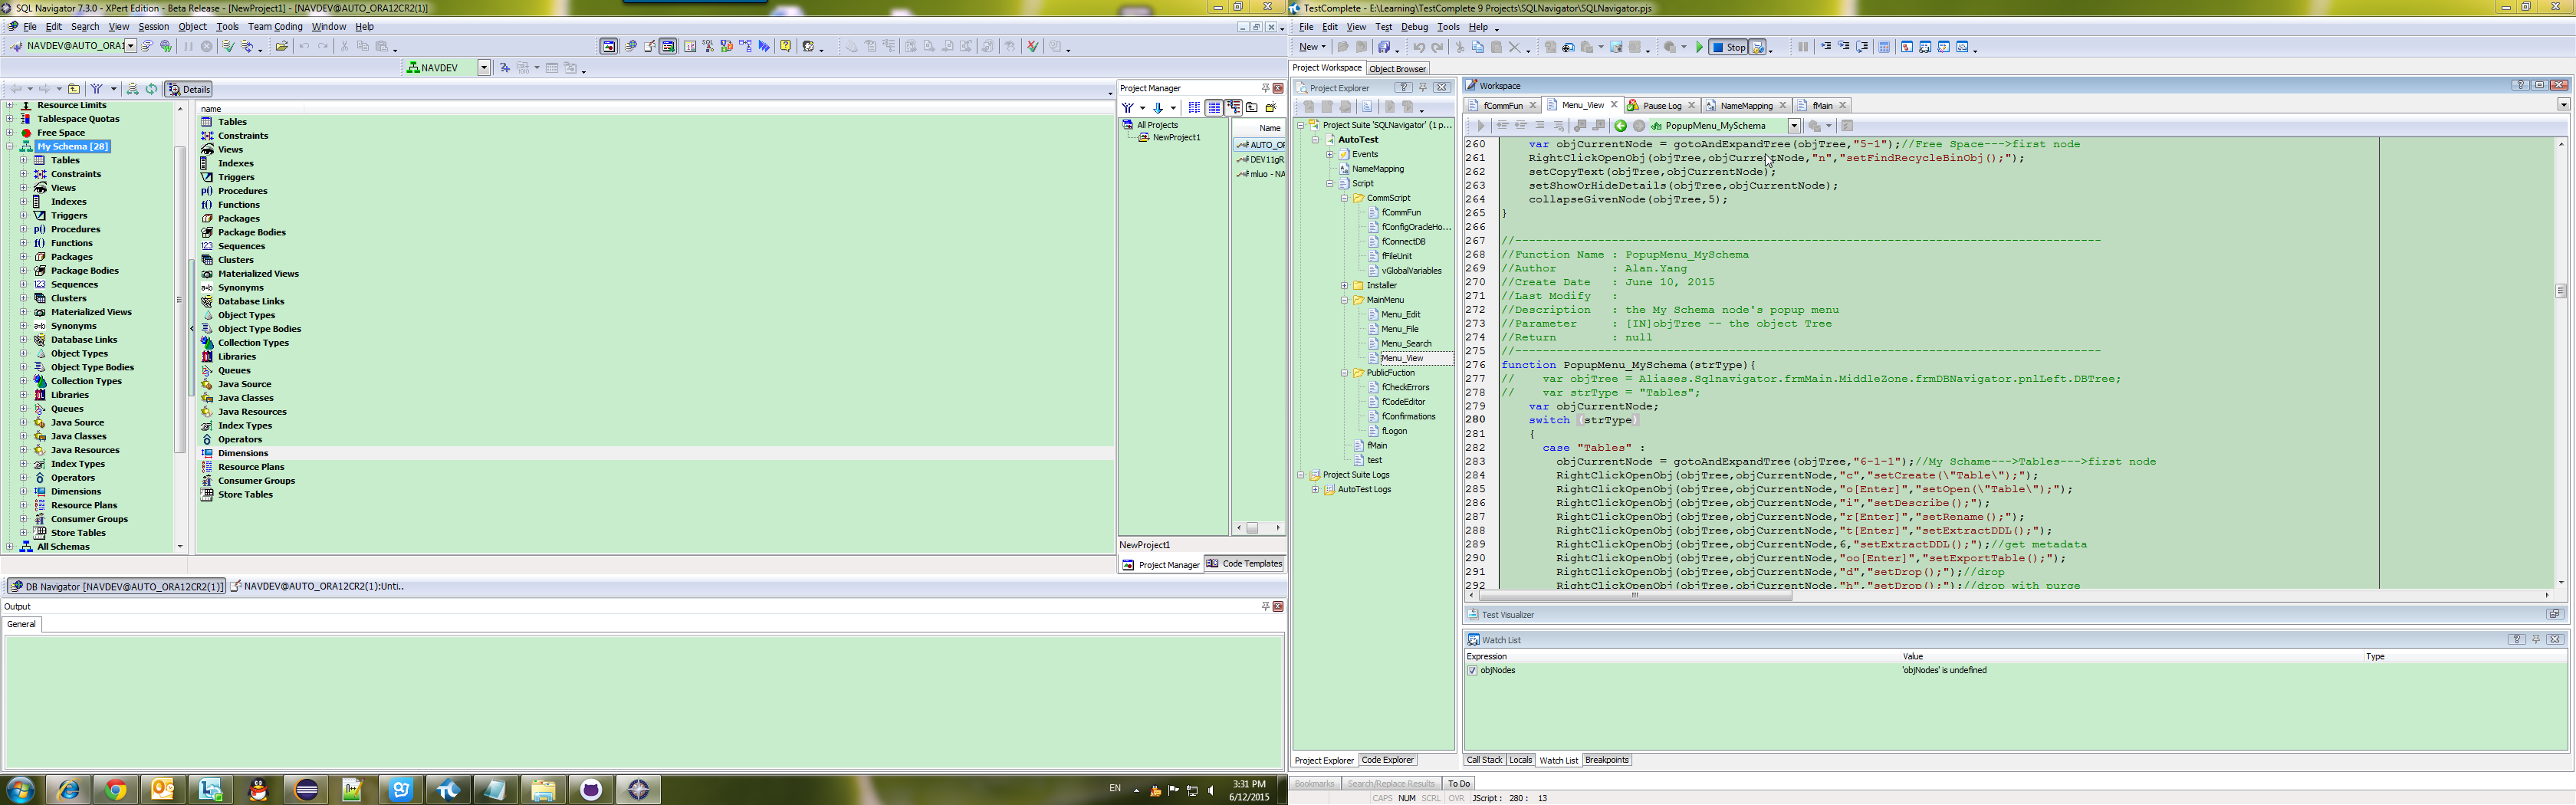 SQL Navigator 7.3.0 - XPert Edition - Beta Release - [NewProject1] - [NAVDEV@AUTO_ORA12CR2(1)]
File Edit Search View Session Object Tools Team Coding Window Help
NAVDEV@AUTO_ORA1
NAVDEV
Details
Resource Limits
Tablespace Quotas
Free Space
My Schema [28]
Tables
Constraints
Views
Indexes
Triggers
Procedures
Functions
Packages
Package Bodies
Sequences
Clusters
Materialized Views
Synonyms
Database Links
Object Types
Object Type Bodies
Collection Types
Libraries
Queues
Java Source
Java Classes
Java Resources
Index Types
Operators
Dimensions
Resource Plans
Consumer Groups
Store Tables
All Schemas
name
Tables
Constraints
Views
Indexes
Triggers
Procedures
Functions
Packages
Package Bodies
Sequences
Clusters
Materialized Views
Synonyms
Database Links
Object Types
Object Type Bodies
Collection Types
Libraries
Queues
Java Source
Java Classes
Java Resources
Index Types
Operators
Dimensions
Resource Plans
Consumer Groups
Store Tables
Project Manager
All Projects
NewProject1
Name
AUTO_OF
DEV11gR
mluo - NA
NewProject1
Project Manager Code Templates
DB Navigator [NAVDEV@AUTO_ORA12CR2(1)] NAVDEV@AUTO_ORA12CR2(1):Unti..
Output
General
EN
3:31 PM
6/12/2015
TestComplete - E:\Learning\TestComplete 9 Projects\SQLNavigator\SQLNavigator.pjs
File Edit View Test Debug Tools Help
New Stop
Project Workspace Object Browser
Project Explorer
Project Suite 'SQLNavigator' (1 p...
AutoTest
Events
NameMapping
Script
CommScript
fCommFun
fConfigOracleHo...
fConnectDB
fFileUnit
vGlobalVariables
Installer
MainMenu
Menu_Edit
Menu_File
Menu_Search
Menu_View
PublicFuction
fCheckErrors
fCodeEditor
fConfirmations
fLogon
fMain
test
Project Suite Logs
AutoTest Logs
Project Explorer Code Explorer
Workspace
fCommFun Menu_View Pause Log NameMapping fMain
PopupMenu_MySchema
260 var objCurrentNode = gotoAndExpandTree(objTree,"5-1");//Free Space--->first node
261 RightClickOpenObj(objTree,objCurrentNode,"n","setFindRecycleBinObj();");
262 setCopyText(objTree,objCurrentNode);
263 setShowOrHideDetails(objTree,objCurrentNode);
264 collapseGivenNode(objTree,5);
265 }
266
267 //-------------------------------------------------------------------------------------
268 //Function Name : PopupMenu_MySchema
269 //Author : Alan.Yang
270 //Create Date : June 10, 2015
271 //Last Modify :
272 //Description : the My Schema node's popup menu
273 //Parameter : [IN]objTree -- the object Tree
274 //Return : null
275 //-------------------------------------------------------------------------------------
276 function PopupMenu_MySchema(strType){
277 // var objTree = Aliases.Sqlnavigator.frmMain.MiddleZone.frmDBNavigator.pnlLeft.DBTree;
278 // var strType = "Tables";
279 var objCurrentNode;
280 switch (strType)
281 {
282 case "Tables" :
283 objCurrentNode = gotoAndExpandTree(objTree,"6-1-1");//My Schame--->Tables--->first node
284 RightClickOpenObj(objTree,objCurrentNode,"c","setCreate(\"Table\");");
285 RightClickOpenObj(objTree,objCurrentNode,"o[Enter]","setOpen(\"Table\");");
286 RightClickOpenObj(objTree,objCurrentNode,"i","setDescribe();");
287 RightClickOpenObj(objTree,objCurrentNode,"r[Enter]","setRename();");
288 RightClickOpenObj(objTree,objCurrentNode,"t[Enter]","setExtractDDL();");
289 RightClickOpenObj(objTree,objCurrentNode,6,"setExtractDDL();");//get metadata
290 RightClickOpenObj(objTree,objCurrentNode,"oo[Enter]","setExportTable();");
291 RightClickOpenObj(objTree,objCurrentNode,"d","setDrop();");//drop
292 RightClickOpenObj(objTree,objCurrentNode,"h","setDrop();");//drop with purge
Test Visualizer
Watch List
Expression Value Type
objNodes 'objNodes' is undefined
Call Stack Locals Watch List Breakpoints
Bookmarks Search/Replace Results To Do
CAPS NUM SCRL OVR JScript : 280 : 13